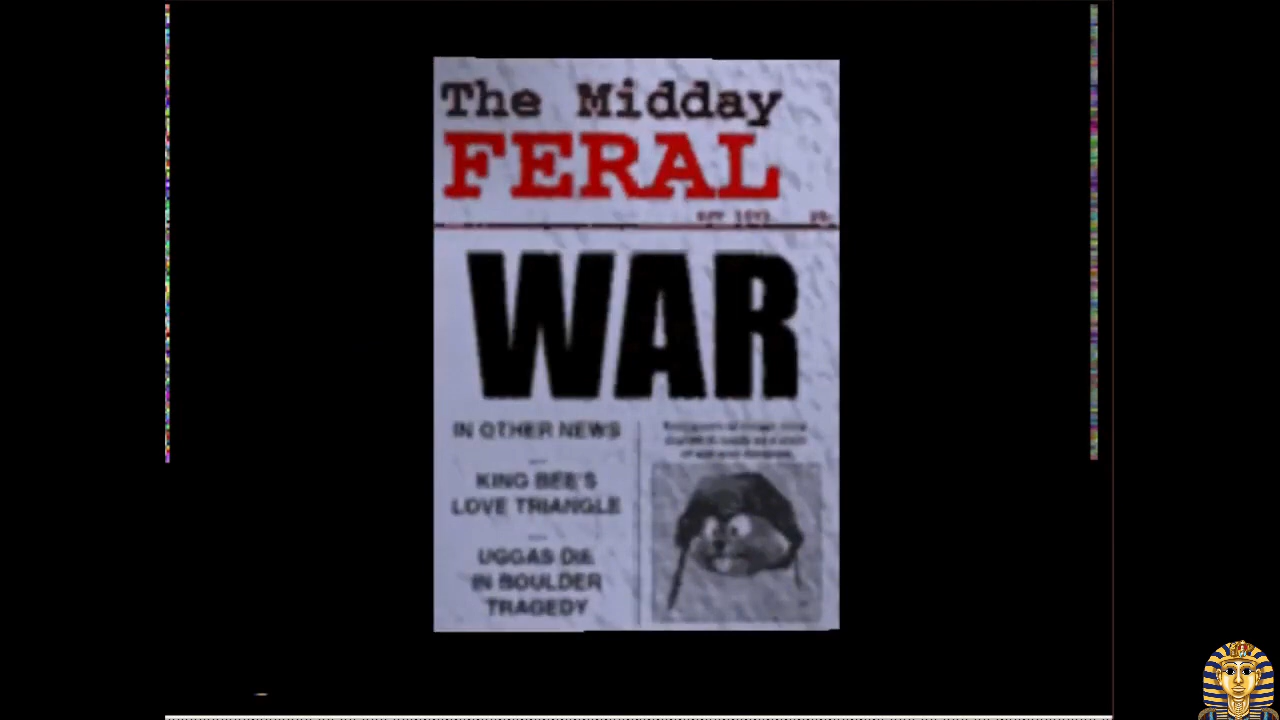 The Midday
FERAL
WAR
IN OTHER NEWS
KING BEE'S
LOVE TRIANGLE
UGGAS DIE
IN BOULDER
TRAGEDY